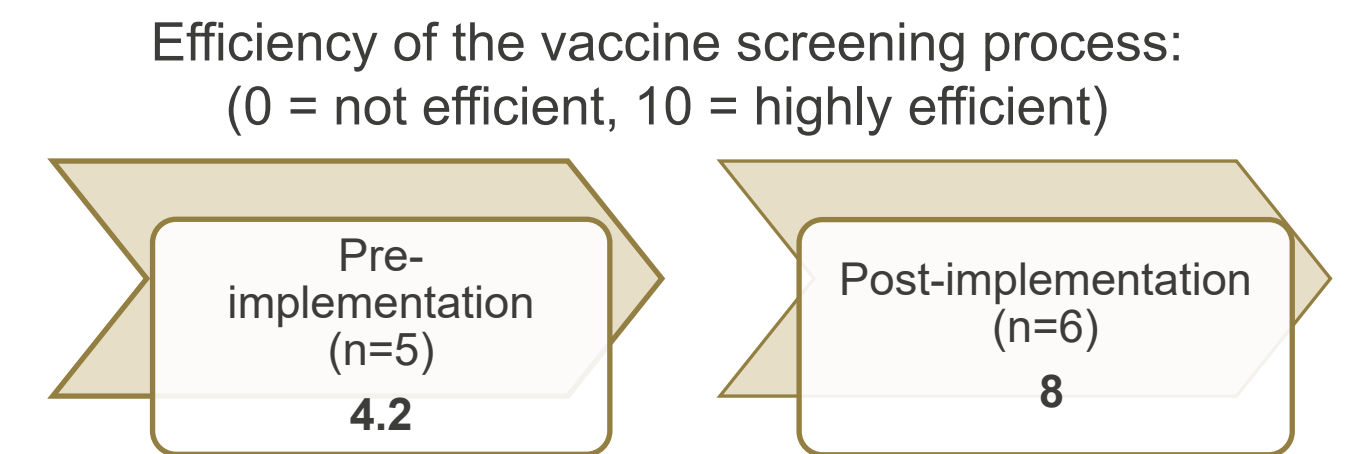 Efficiency of the vaccine screening process:
(0 = not efficient, 10 = highly efficient)
Pre-
implementation
(n=5)
4.2
Post-implementation
(n=6)
8